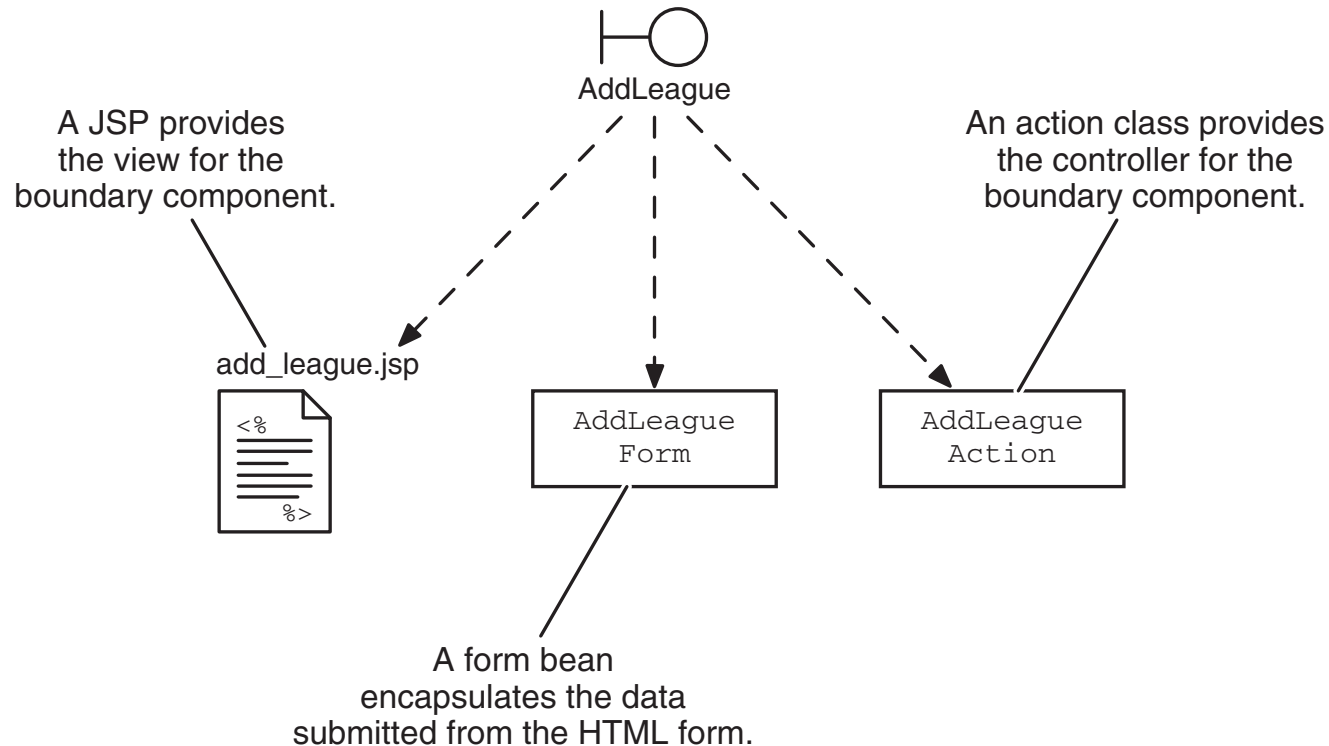 AddLeague
A JSP provides
the view for the
boundary component.
An action class provides
the controller for the
boundary component.
add_league.jsp
<%
%>
AddLeague
Form
AddLeague
Action
A form bean
encapsulates the data
submitted from the HTML form.